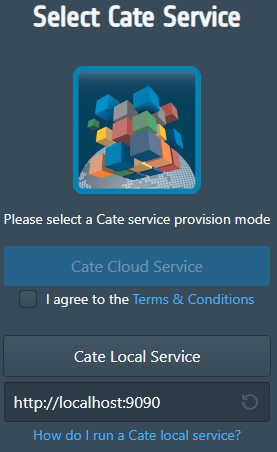 Select Cate Service
Please select a Cate service provision mode
Cate Cloud Service
I agree to the Terms & Conditions
Cate Local Service
http://localhost:9090
How do I run a Cate local service?